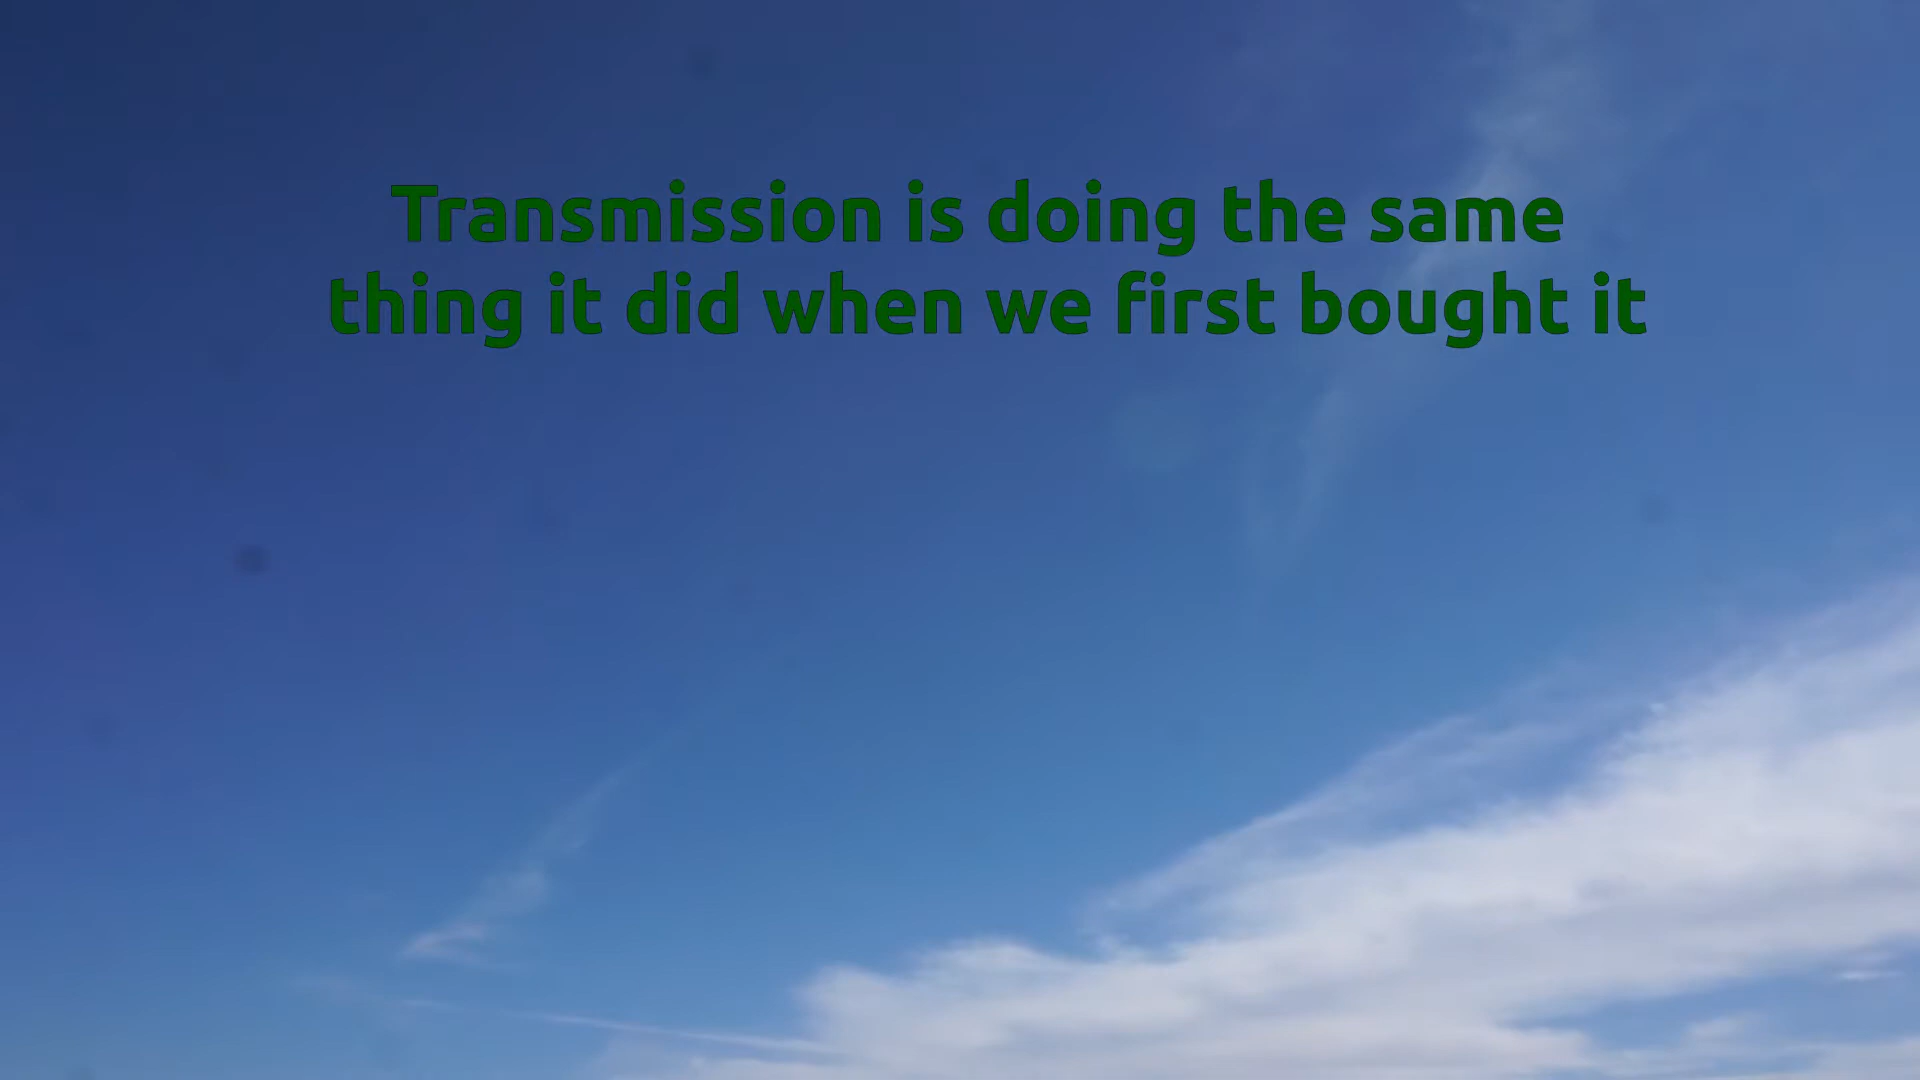 Transmission is doing the same
thing it did when we first bought it